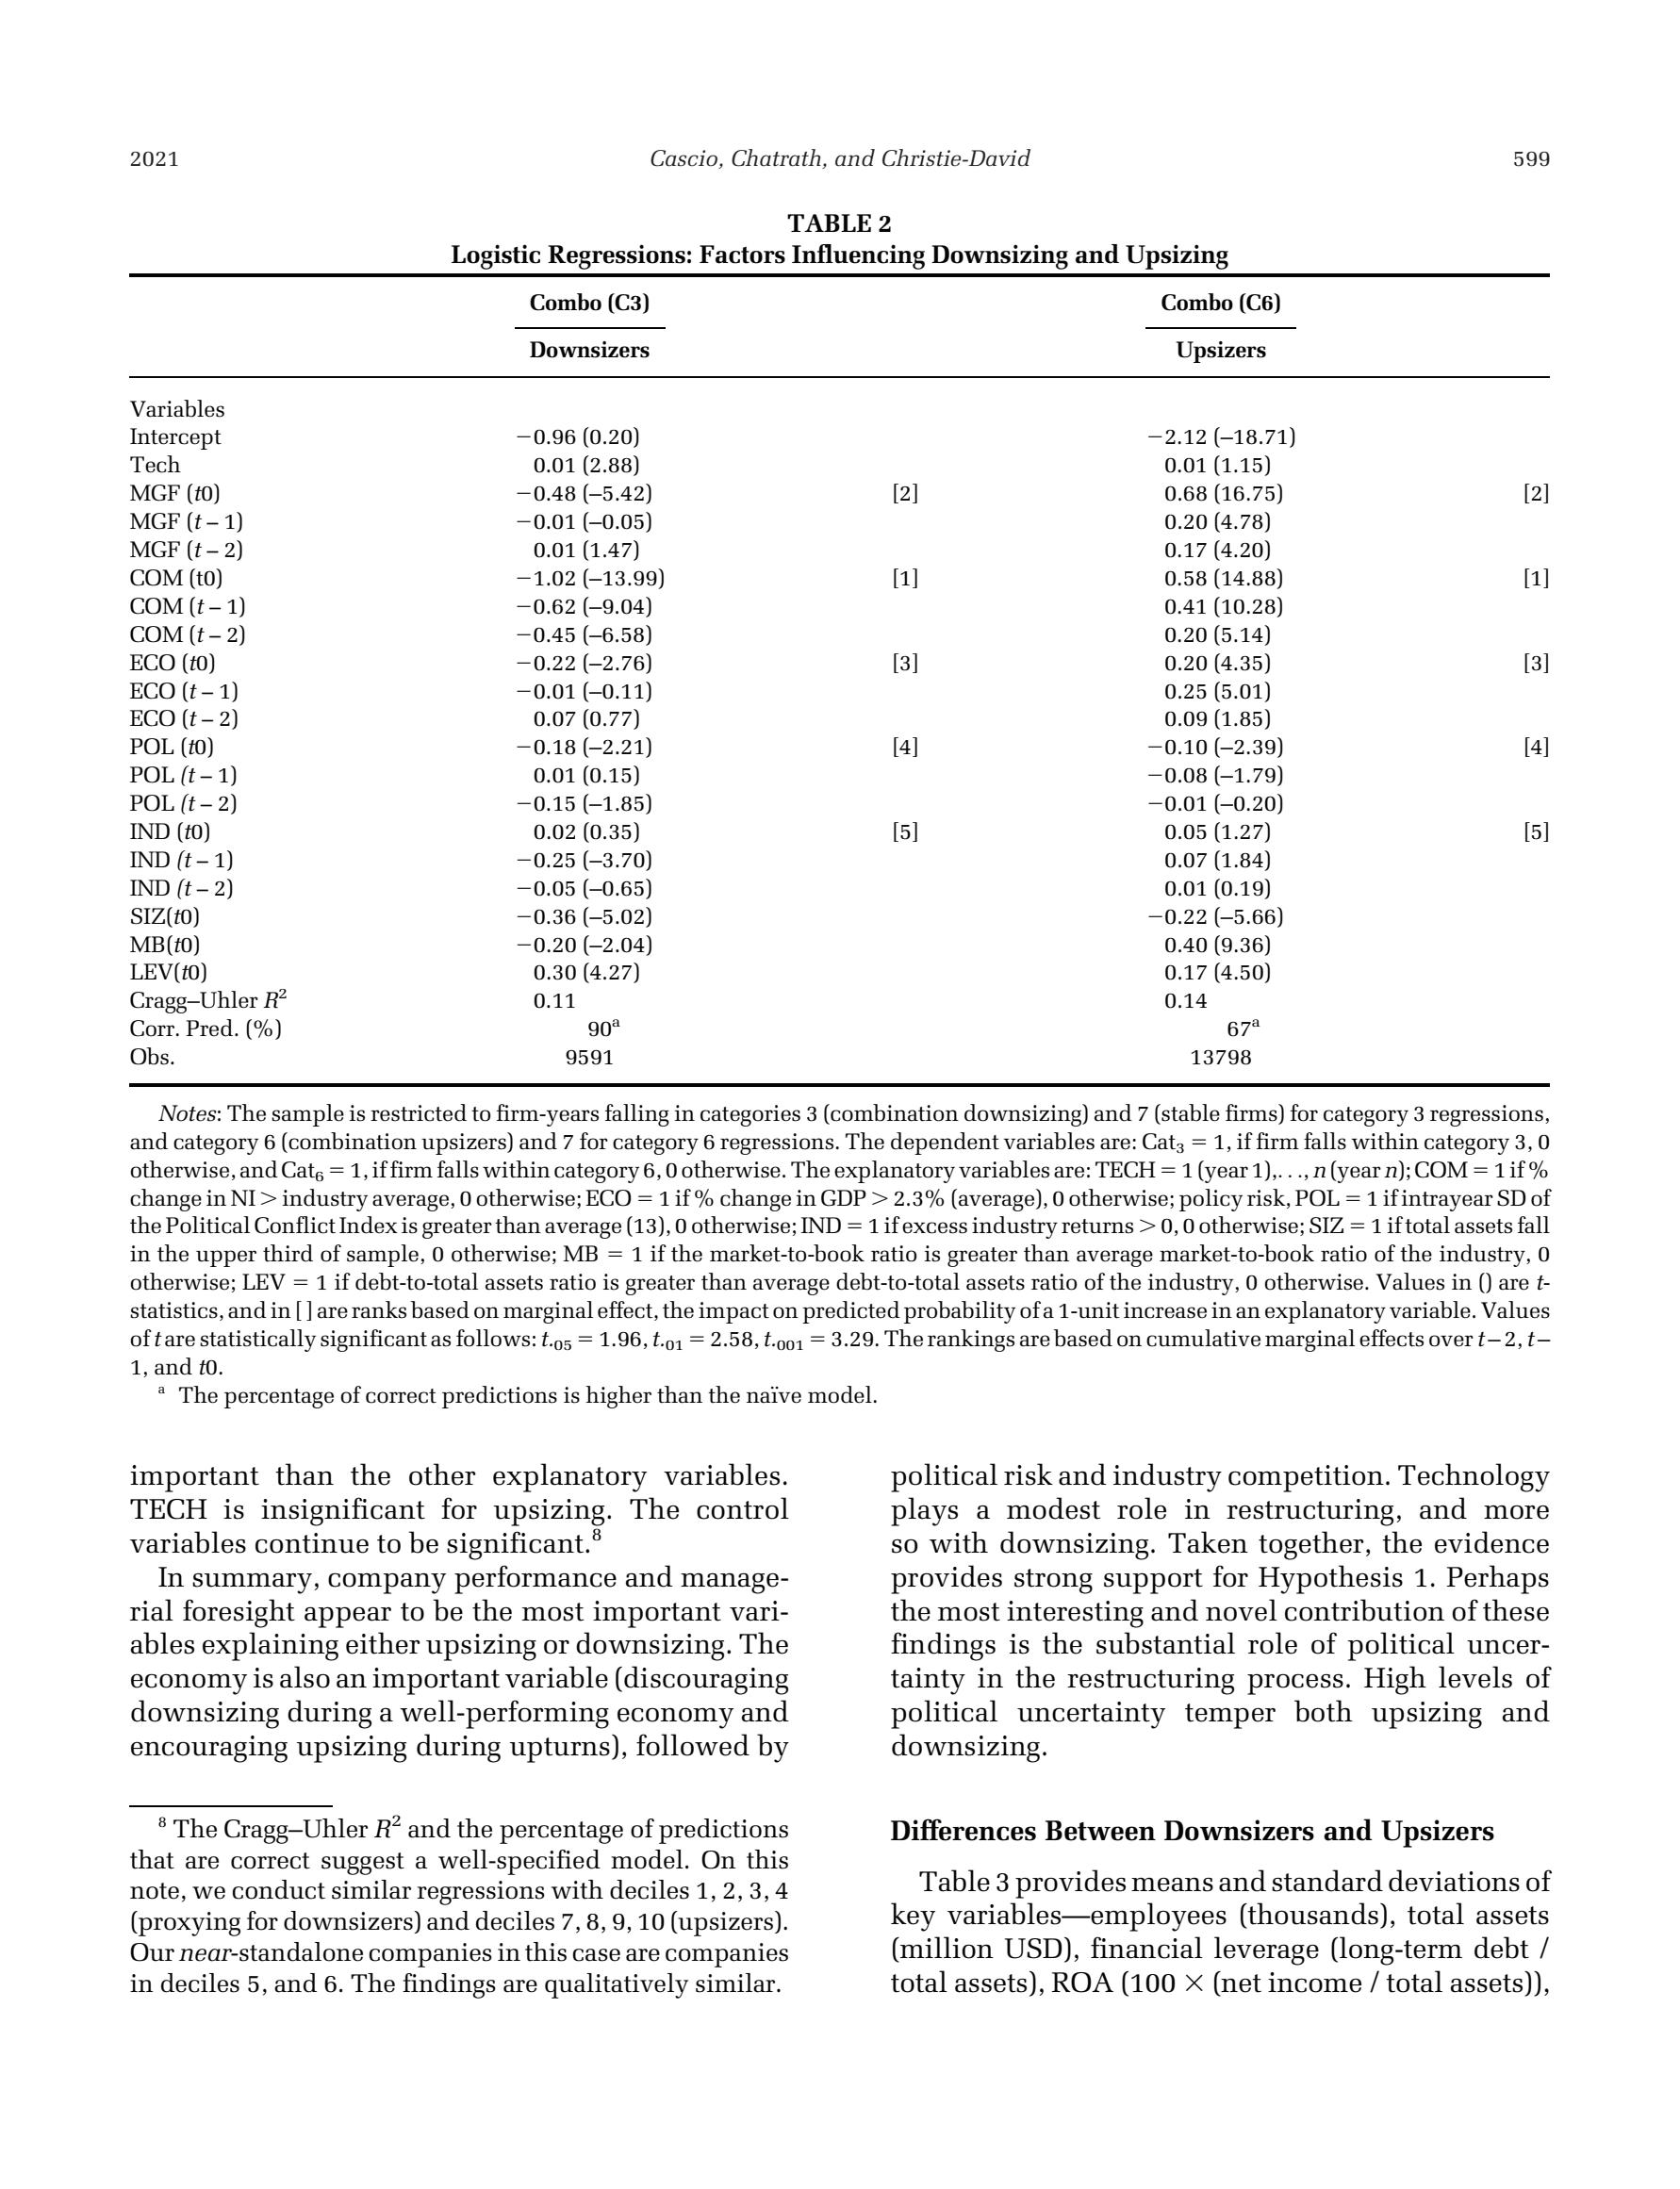 2021 Cascio, Chatrath, and Christie-David 599
TABLE 2
Logistic Regressions: Factors Influencing Downsizing and Upsizing
Combo (C3) Combo (C6)
Downsizers Upsizers
Variables
Intercept −0.96 (0.20) −2.12 (–18.71)
Tech 0.01 (2.88) 0.01 (1.15)
MGF (t0) −0.48 (–5.42) [2] 0.68 (16.75) [2]
MGF (t – 1) −0.01 (–0.05) 0.20 (4.78)
MGF (t – 2) 0.01 (1.47) 0.17 (4.20)
COM (t0) −1.02 (–13.99) [1] 0.58 (14.88) [1]
COM (t – 1) −0.62 (–9.04) 0.41 (10.28)
COM (t – 2) −0.45 (–6.58) 0.20 (5.14)
ECO (t0) −0.22 (–2.76) [3] 0.20 (4.35) [3]
ECO (t – 1) −0.01 (–0.11) 0.25 (5.01)
ECO (t – 2) 0.07 (0.77) 0.09 (1.85)
POL (t0) −0.18 (–2.21) [4] −0.10 (–2.39) [4]
POL (t – 1) 0.01 (0.15) −0.08 (–1.79)
POL (t – 2) −0.15 (–1.85) −0.01 (–0.20)
IND (t0) 0.02 (0.35) [5] 0.05 (1.27) [5]
IND (t – 1) −0.25 (–3.70) 0.07 (1.84)
IND (t – 2) −0.05 (–0.65) 0.01 (0.19)
SIZ(t0) −0.36 (–5.02) −0.22 (–5.66)
MB(t0) −0.20 (–2.04) 0.40 (9.36)
LEV(t0) 0.30 (4.27) 0.17 (4.50)
Cragg–Uhler R² 0.11 0.14
Corr. Pred. (%) 90ᵃ 67ᵃ
Obs. 9591 13798
Notes: The sample is restricted to firm-years falling in categories 3 (combination downsizing) and 7 (stable firms) for category 3 regressions,
and category 6 (combination upsizers) and 7 for category 6 regressions. The dependent variables are: Cat₃ = 1, if firm falls within category 3, 0
otherwise, and Cat₆ = 1, if firm falls within category 6, 0 otherwise. The explanatory variables are: TECH = 1 (year 1),. . ., n (year n); COM = 1 if %
change in NI > industry average, 0 otherwise; ECO = 1 if % change in GDP > 2.3% (average), 0 otherwise; policy risk, POL = 1 if intrayear SD of
the Political Conflict Index is greater than average (13), 0 otherwise; IND = 1 if excess industry returns > 0, 0 otherwise; SIZ = 1 if total assets fall
in the upper third of sample, 0 otherwise; MB = 1 if the market-to-book ratio is greater than average market-to-book ratio of the industry, 0
otherwise; LEV = 1 if debt-to-total assets ratio is greater than average debt-to-total assets ratio of the industry, 0 otherwise. Values in () are t-
statistics, and in [ ] are ranks based on marginal effect, the impact on predicted probability of a 1-unit increase in an explanatory variable. Values
of t are statistically significant as follows: t.₀₅ = 1.96, t.₀₁ = 2.58, t.₀₀₁ = 3.29. The rankings are based on cumulative marginal effects over t – 2, t –
1, and t0.
ᵃ The percentage of correct predictions is higher than the naïve model.
important than the other explanatory variables.
TECH is insignificant for upsizing. The control
variables continue to be significant.⁸
In summary, company performance and manage-
rial foresight appear to be the most important vari-
ables explaining either upsizing or downsizing. The
economy is also an important variable (discouraging
downsizing during a well-performing economy and
encouraging upsizing during upturns), followed by
⁸ The Cragg–Uhler R² and the percentage of predictions
that are correct suggest a well-specified model. On this
note, we conduct similar regressions with deciles 1, 2, 3, 4
(proxying for downsizers) and deciles 7, 8, 9, 10 (upsizers).
Our near-standalone companies in this case are companies
in deciles 5, and 6. The findings are qualitatively similar.
political risk and industry competition. Technology
plays a modest role in restructuring, and more
so with downsizing. Taken together, the evidence
provides strong support for Hypothesis 1. Perhaps
the most interesting and novel contribution of these
findings is the substantial role of political uncer-
tainty in the restructuring process. High levels of
political uncertainty temper both upsizing and
downsizing.
Differences Between Downsizers and Upsizers
Table 3 provides means and standard deviations of
key variables—employees (thousands), total assets
(million USD), financial leverage (long-term debt /
total assets), ROA (100 × (net income / total assets)),